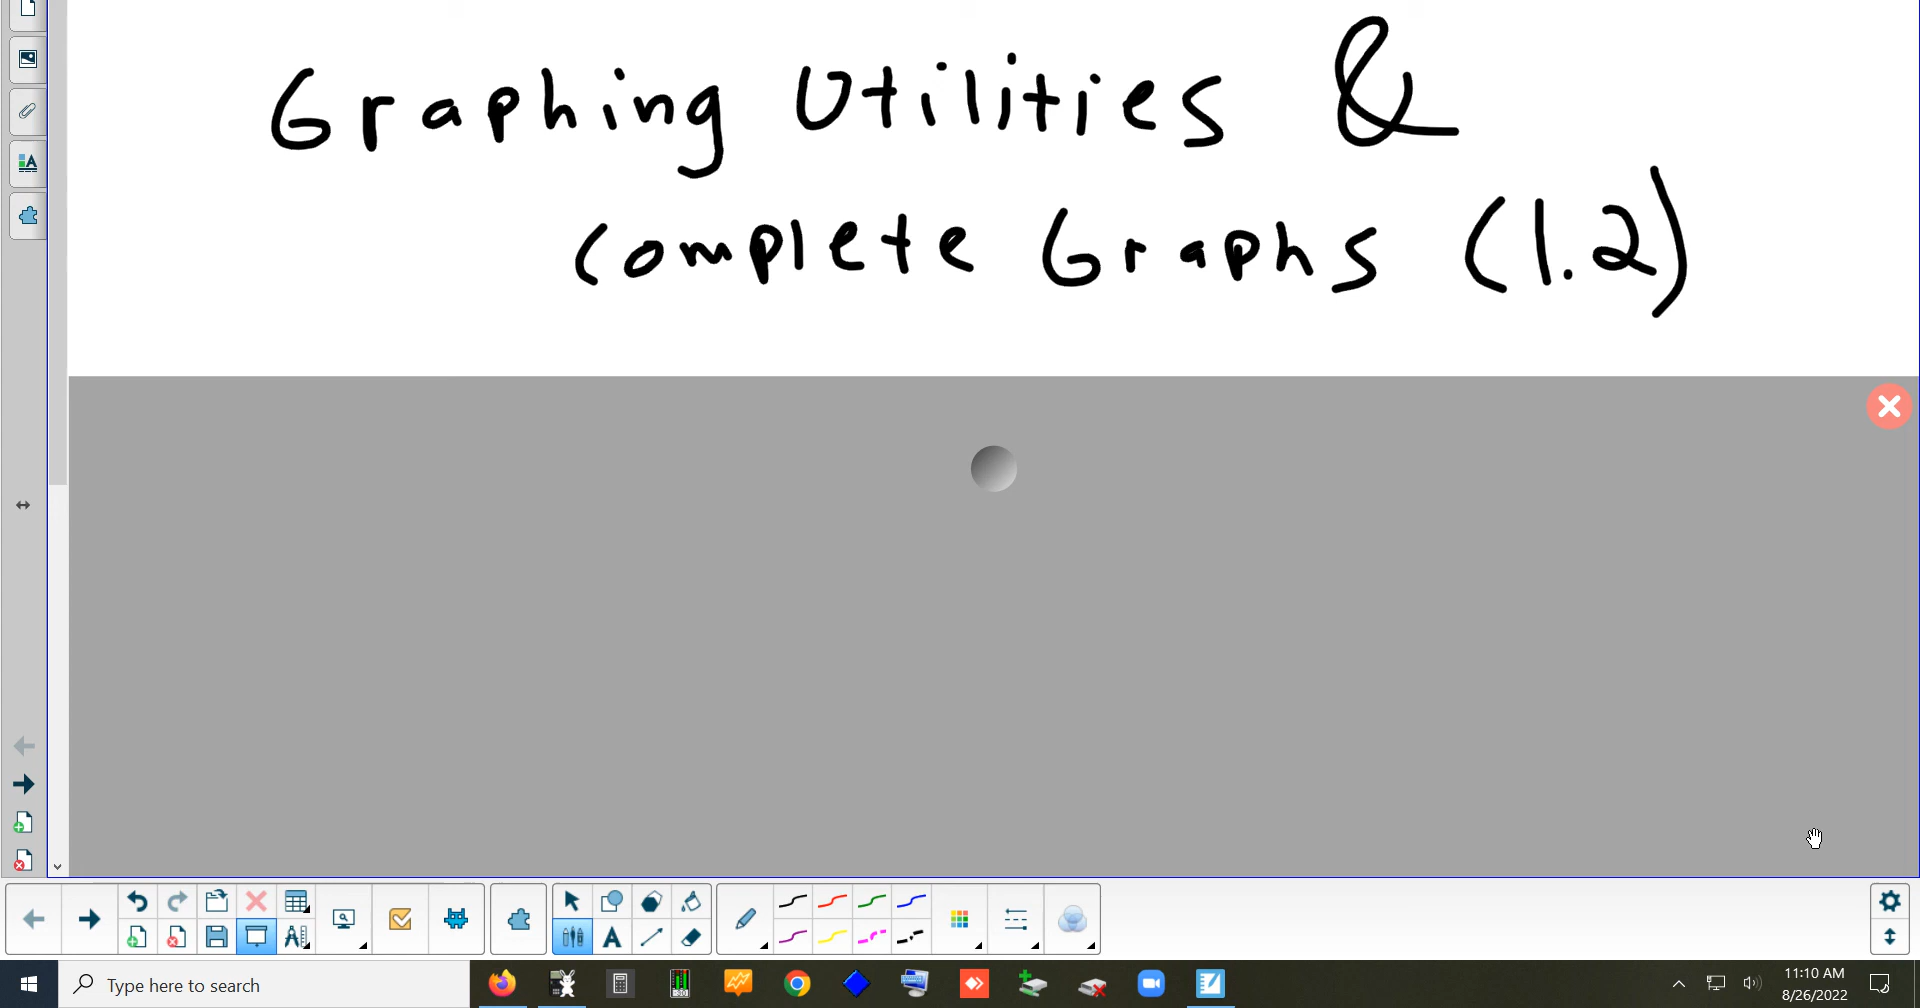 Graphing Utilities &
Complete Graphs (1.2)
Type here to search
11:10 AM
8/26/2022